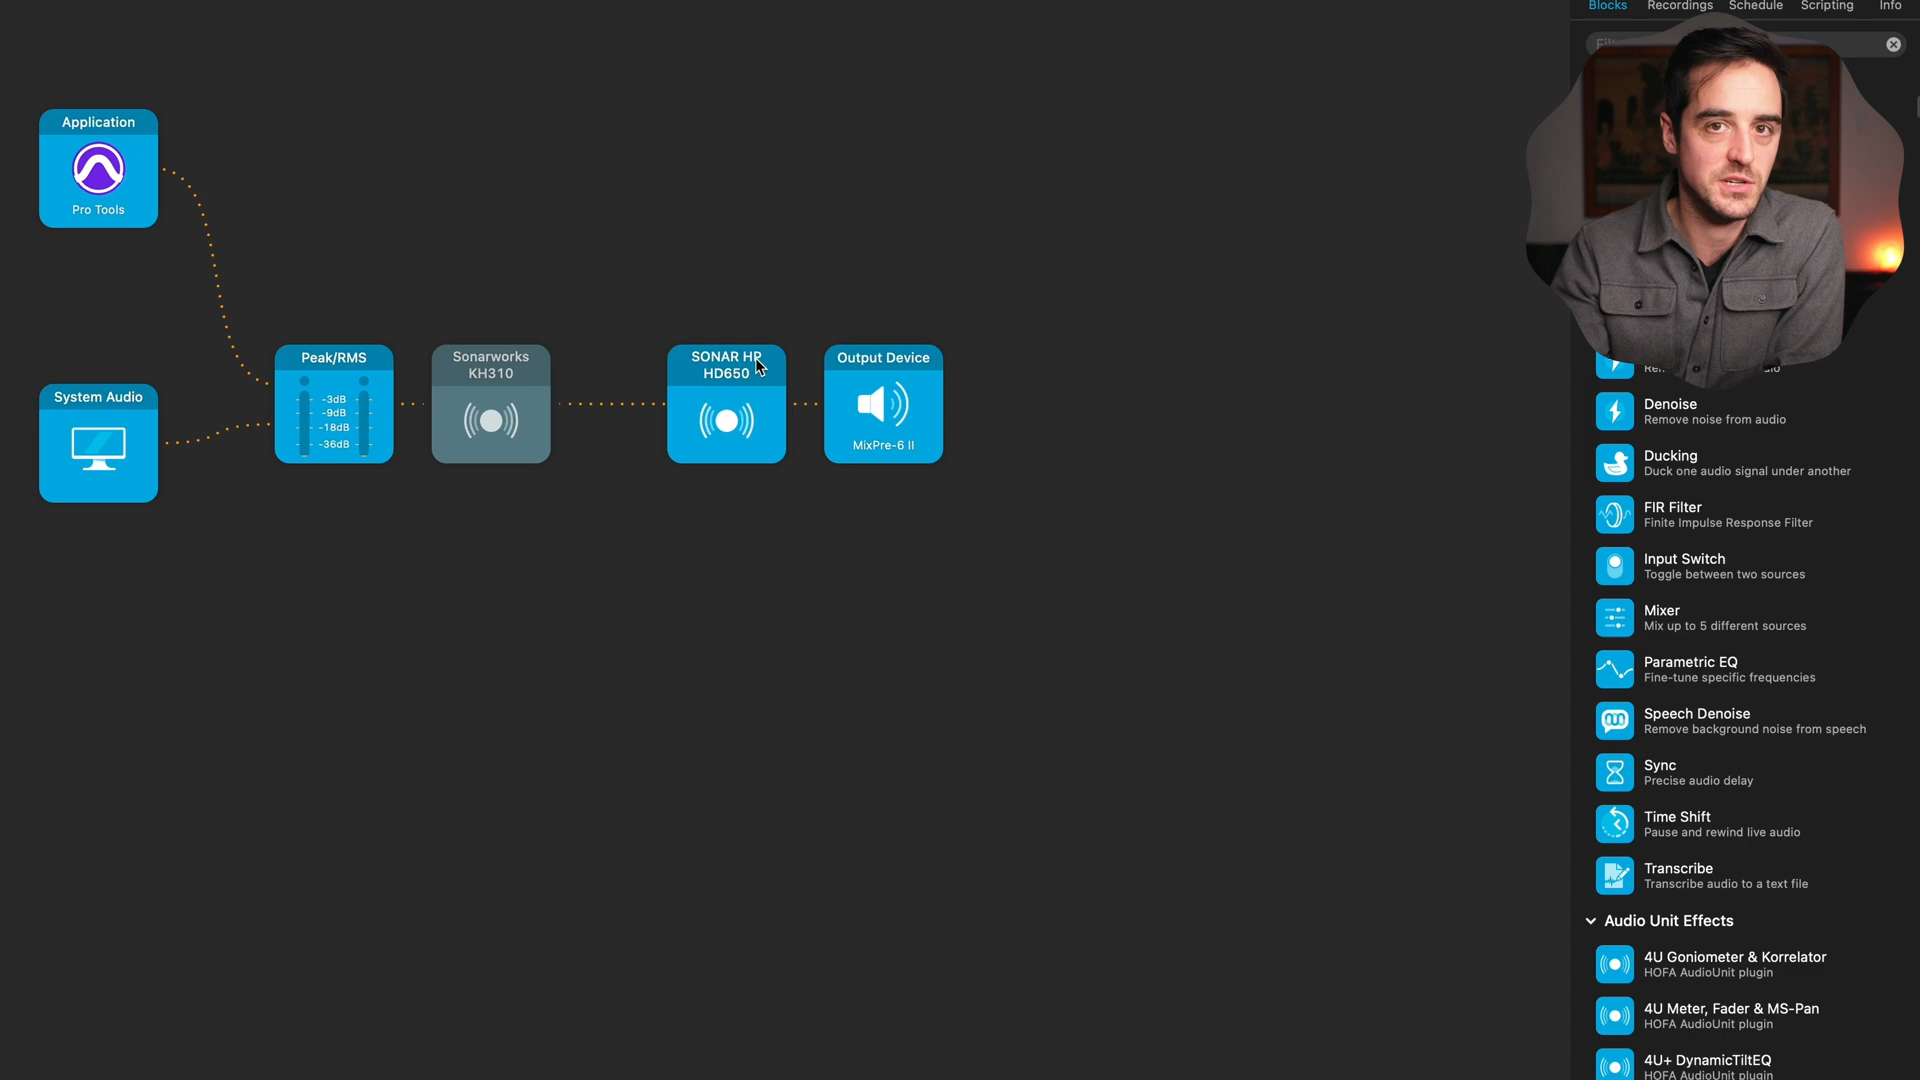 Blocks
Recordings
Schedule
Scripting
Info
Application
Pro Tools
System Audio
Peak/RMS
-3dB
-9dB
-18dB
-36dB
Sonarworks
KH310
SONAR HP
HD650
Output Device
MixPre-6 II
Denoise
Remove noise from audio
Ducking
Duck one audio signal under another
FIR Filter
Finite Impulse Response Filter
Input Switch
Toggle between two sources
Mixer
Mix up to 5 different sources
Parametric EQ
Fine-tune specific frequencies
Speech Denoise
Remove background noise from speech
Sync
Precise audio delay
Time Shift
Pause and rewind live audio
Transcribe
Transcribe audio to a text file
Audio Unit Effects
4U Goniometer & Korrelator
HOFA AudioUnit plugin
4U Meter, Fader & MS-Pan
HOFA AudioUnit plugin
4U+ DynamicTiltEQ
HOFA AudioUnit plugin